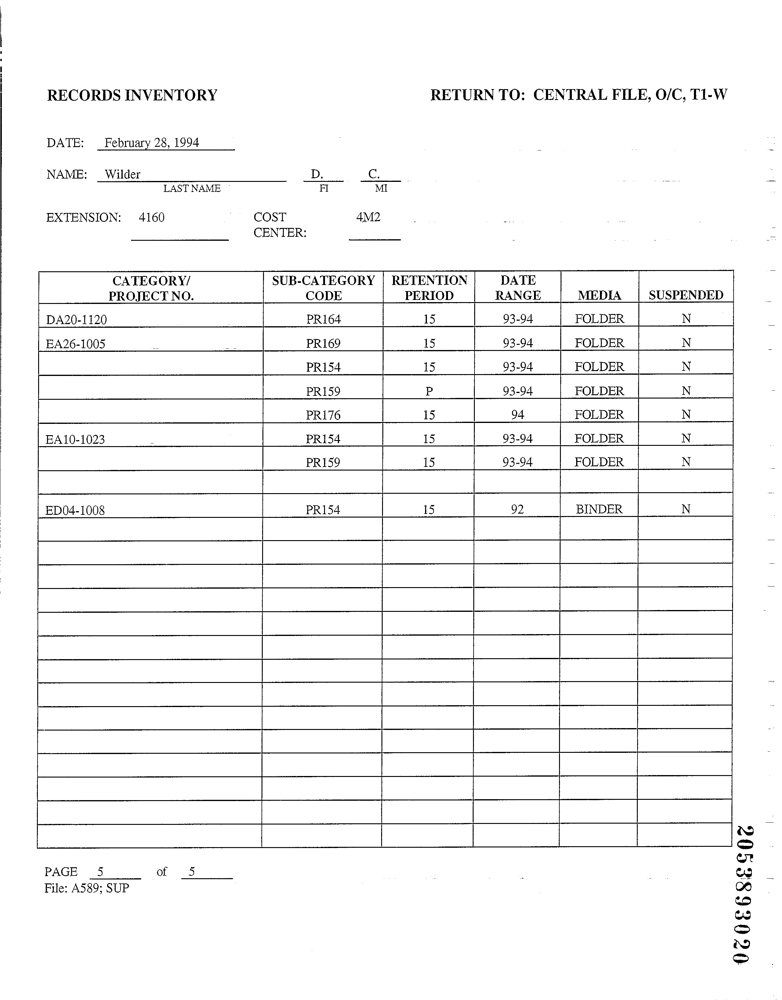 RECORDS INVENTORY RETURN TO: CENTRAL FILE, O/C, T1-W
DATE: February 28, 1994
NAME: Wilder D. C.
LAST NAME FI MI
EXTENSION: 4160 COST 4M2
CENTER:
CATEGORY/ SUB-CATEGORY RETENTION DATE
PROJECT NO. CODE PERIOD RANGE MEDIA SUSPENDED
DA20-1120 PR164 15 93-94 FOLDER N
EA26-1005 PR169 15 93-94 FOLDER N
PR154 15 93-94 FOLDER N
PR159 P 93-94 FOLDER N
PR176 15 94 FOLDER N
EA10-1023 PR154 15 93-94 FOLDER N
PR159 15 93-94 FOLDER N
ED04-1008 PR154 15 92 BINDER N
PAGE 5 of 5
File: A589; SUP
2053893020